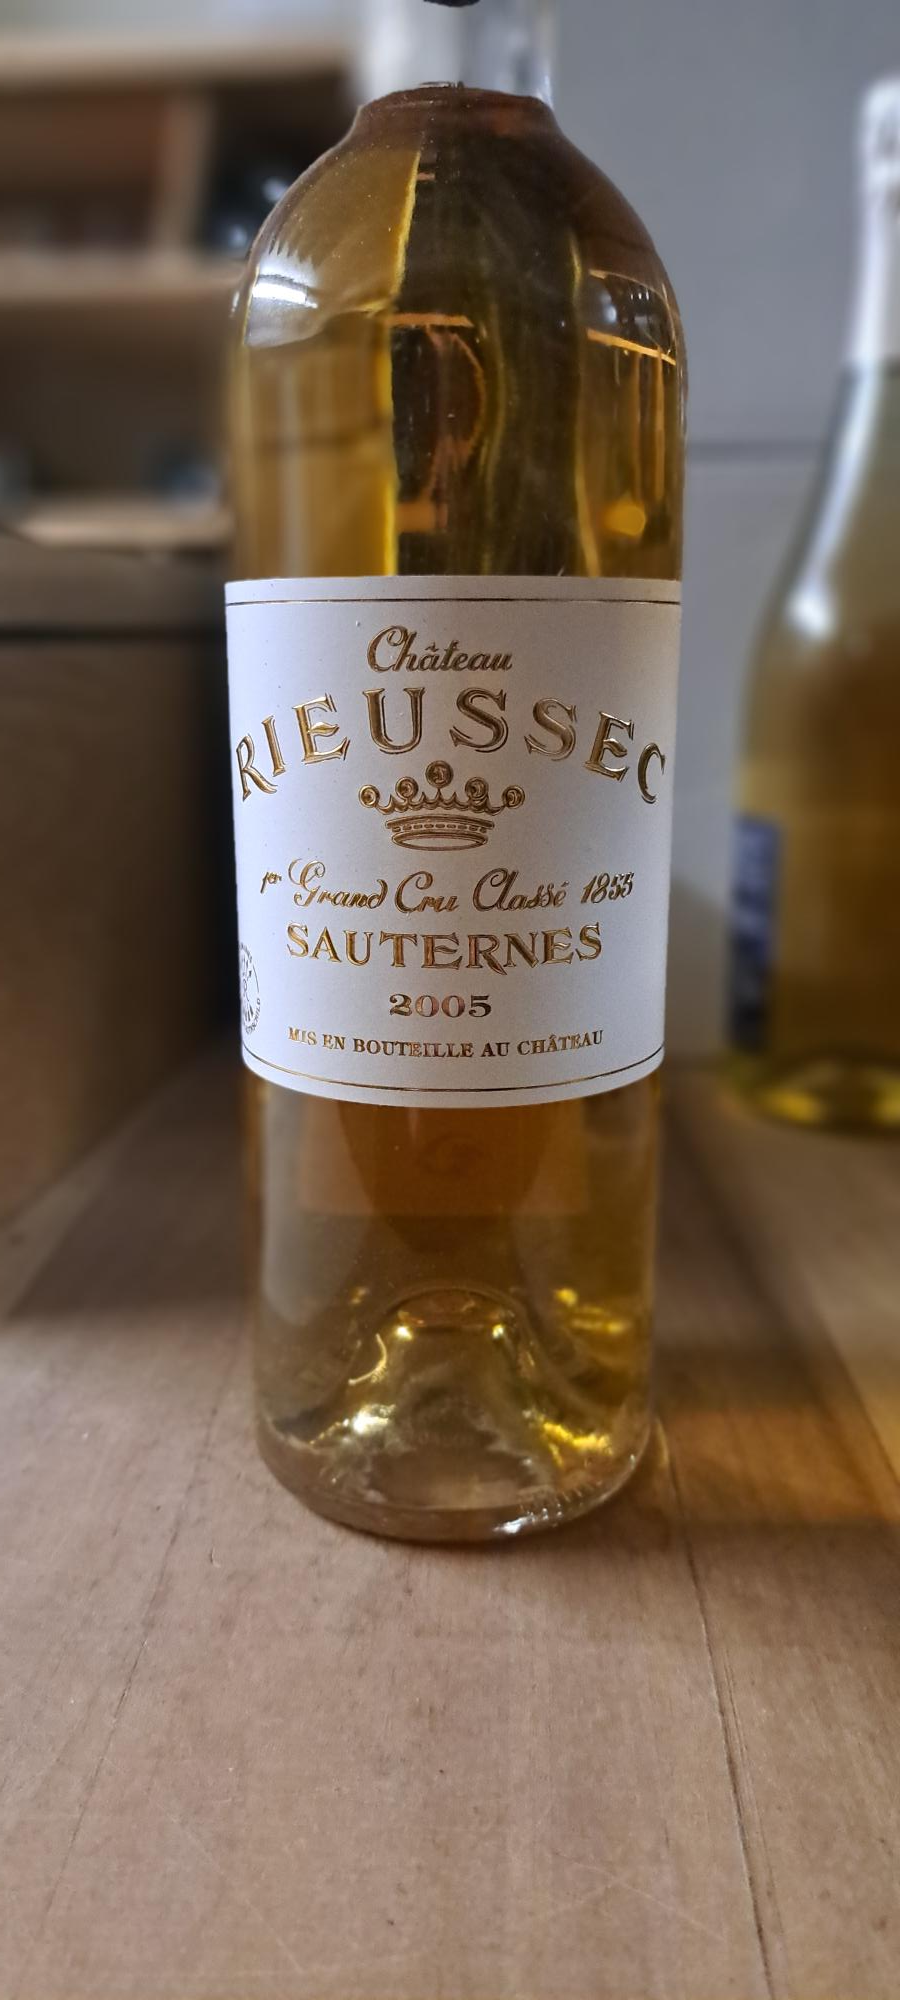 Château
RIEUSSEC
1er Grand Cru Classé 1855
SAUTERNES
2005
MIS EN BOUTEILLE AU CHÂTEAU